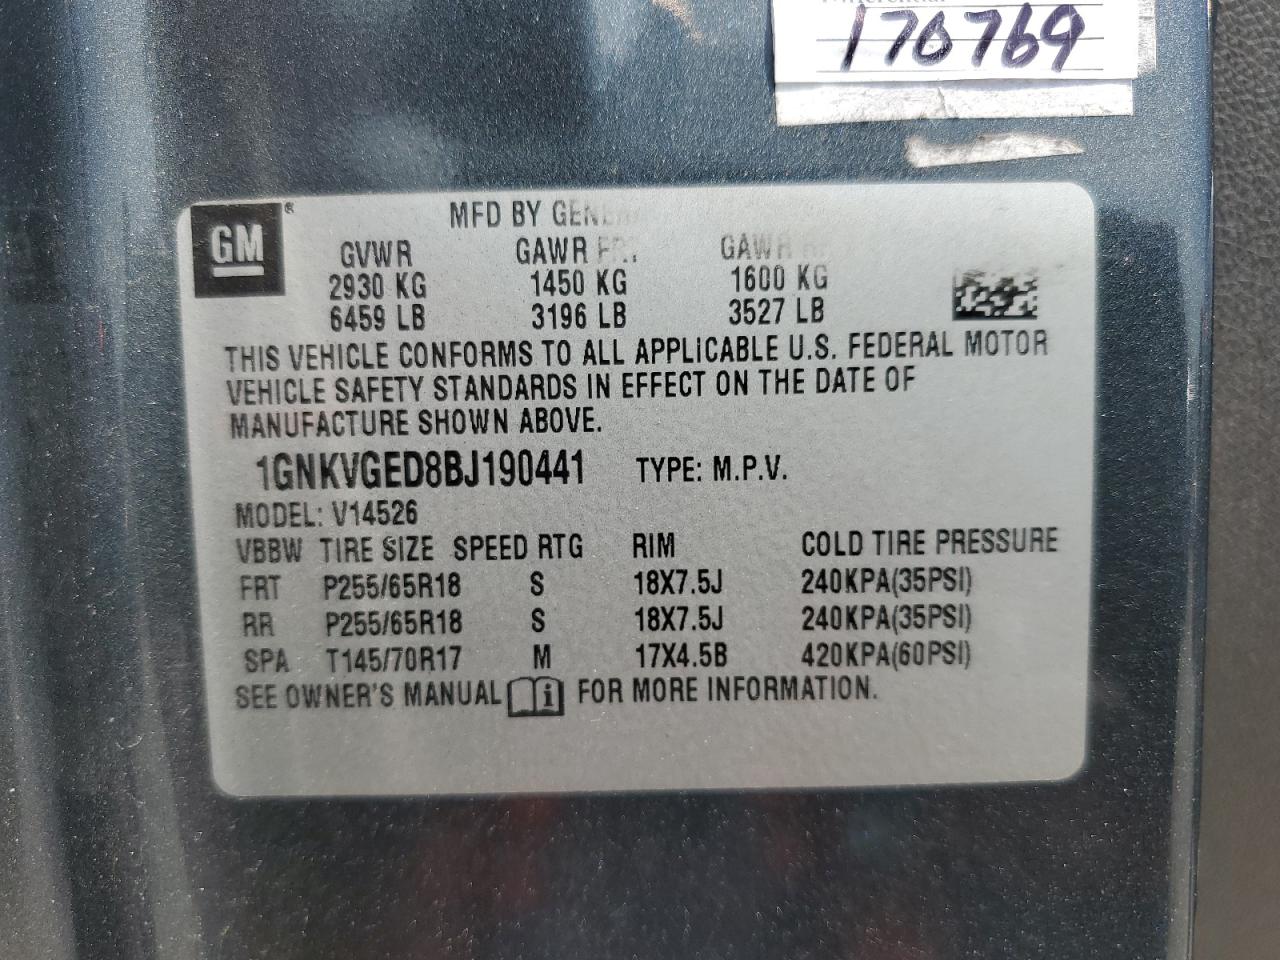 170769
GM® MFD BY
GVWR GAWR FRT GAWR
2930 KG 1450 KG 1600 KG
6459 LB 3196 LB 3527 LB
THIS VEHICLE CONFORMS TO ALL APPLICABLE U.S. FEDERAL MOTOR
VEHICLE SAFETY STANDARDS IN EFFECT ON THE DATE OF
MANUFACTURE SHOWN ABOVE.
1GNKVGED8BJ190441 TYPE: M.P.V.
MODEL: V14526
VBBW TIRE SIZE SPEED RTG RIM COLD TIRE PRESSURE
FRT P255/65R18 S 18X7.5J 240KPA(35PSI)
RR P255/65R18 S 18X7.5J 240KPA(35PSI)
SPA T145/70R17 M 17X4.5B 420KPA(60PSI)
SEE OWNER'S MANUAL i FOR MORE INFORMATION.